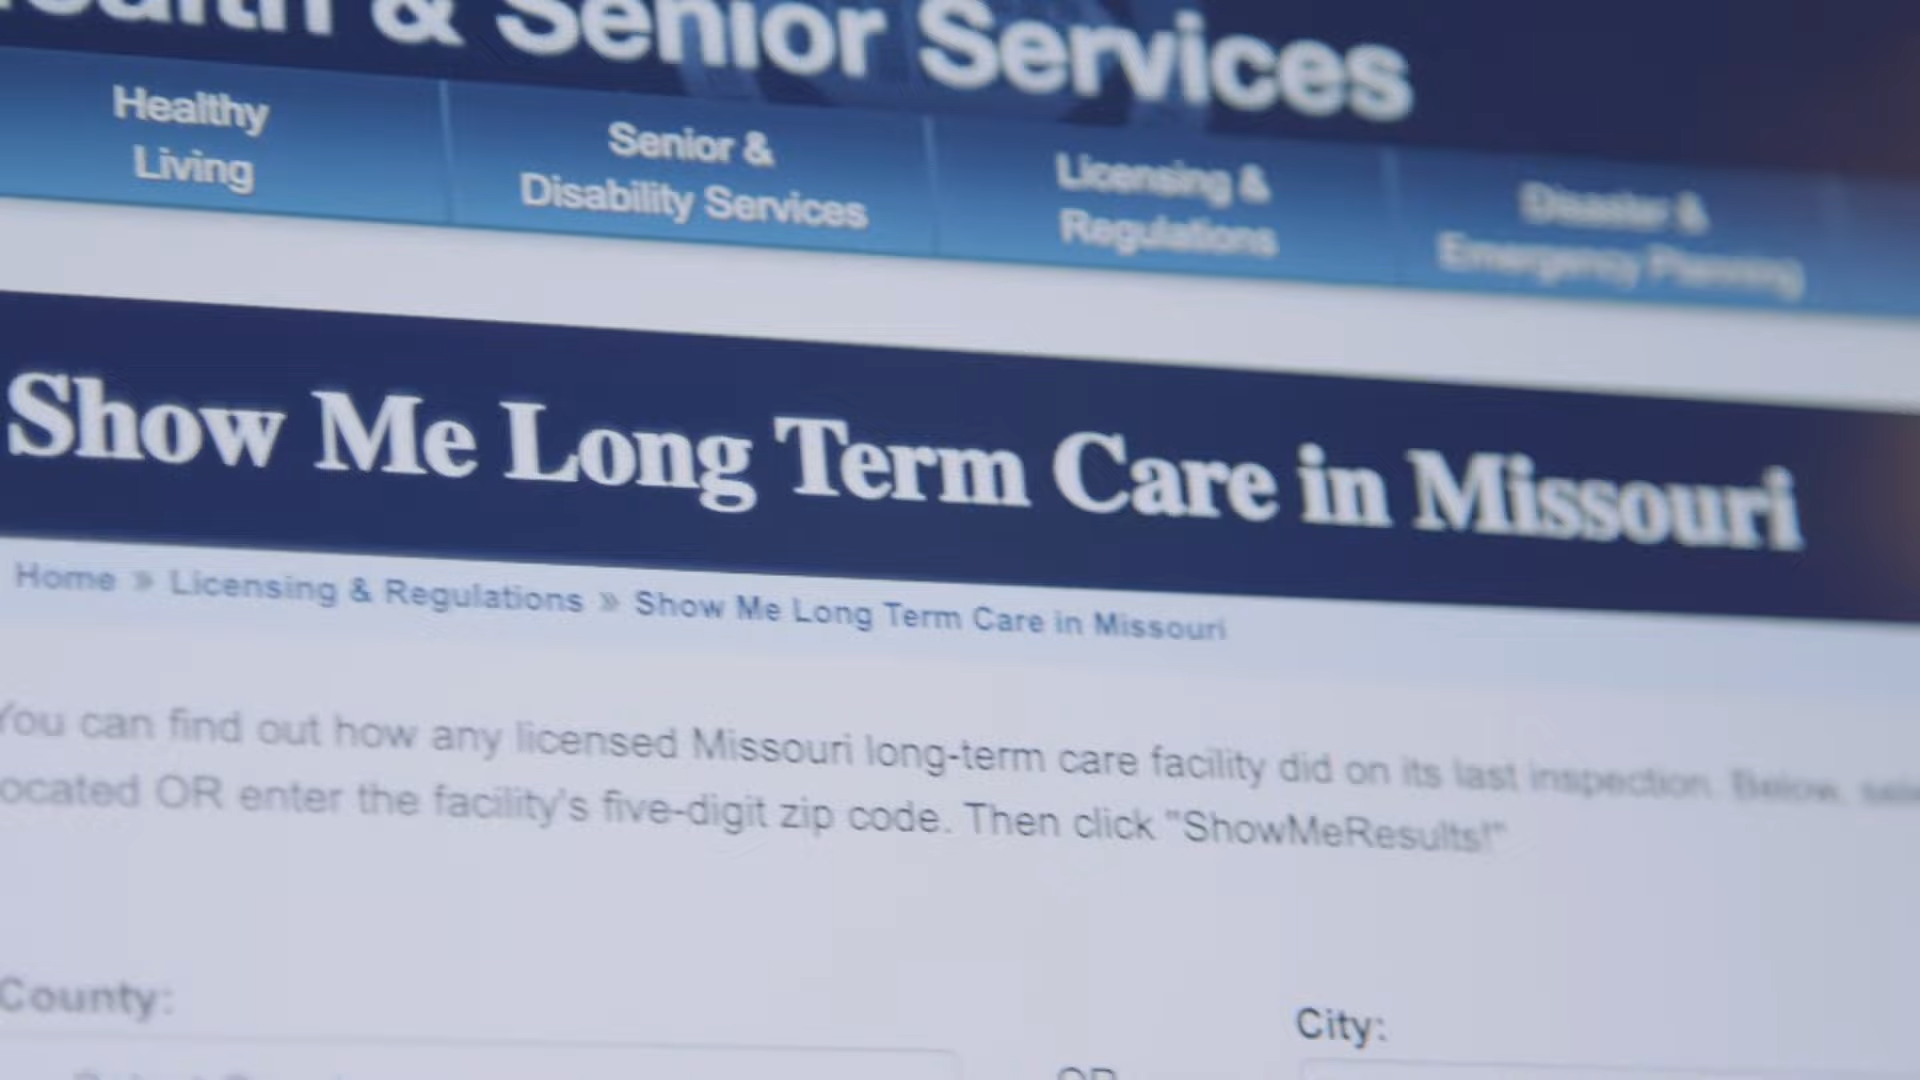 Health & Senior Services
Healthy
Living
Senior &
Disability Services
Licensing &
Regulations
Disaster &
Emergency Planning
Show Me Long Term Care in Missouri
Home » Licensing & Regulations » Show Me Long Term Care in Missouri
You can find out how any licensed Missouri long-term care facility did on its last inspection. Below,
located OR enter the facility's five-digit zip code. Then click "ShowMeResults!"
County:
City:
OR